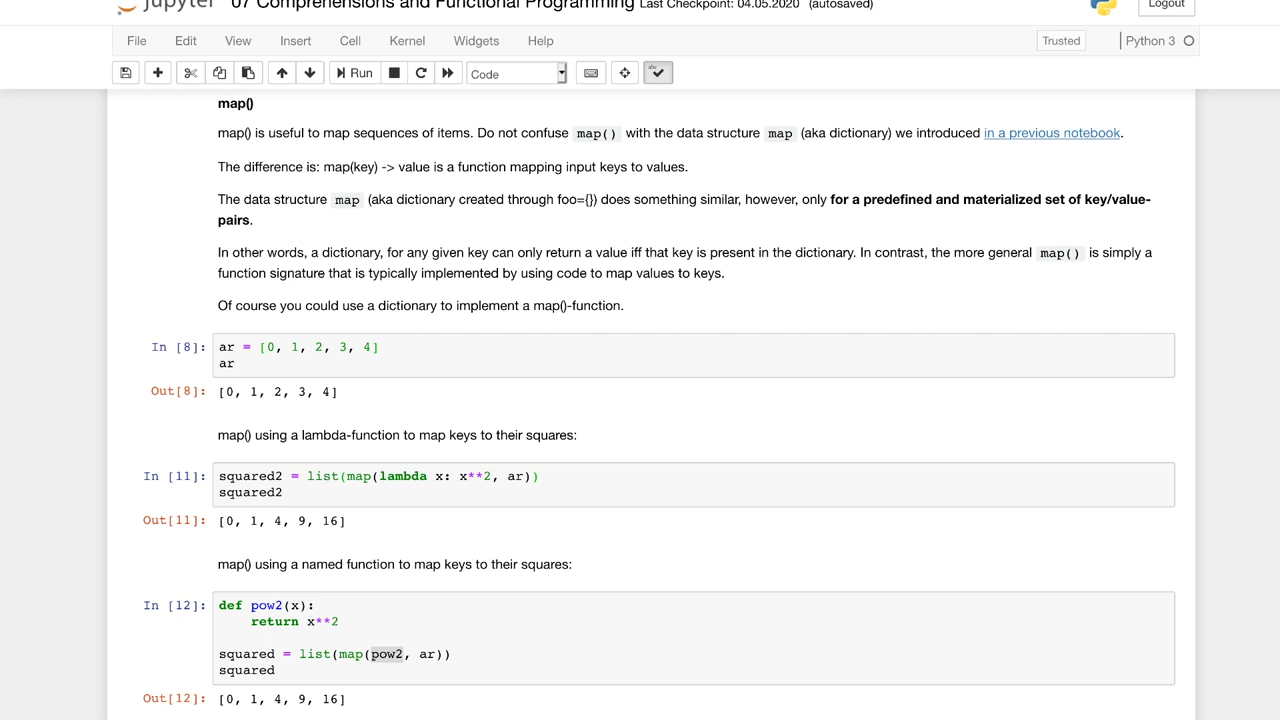 jupyter 07 Comprehensions and Functional Programming Last Checkpoint: 04.05.2020 (autosaved) Logout
File Edit View Insert Cell Kernel Widgets Help Trusted Python 3
Run Code abc
map()
map() is useful to map sequences of items. Do not confuse map() with the data structure map (aka dictionary) we introduced in a previous notebook.
The difference is: map(key) -> value is a function mapping input keys to values.
The data structure map (aka dictionary created through foo={}) does something similar, however, only for a predefined and materialized set of key/value-
pairs.
In other words, a dictionary, for any given key can only return a value iff that key is present in the dictionary. In contrast, the more general map() is simply a
function signature that is typically implemented by using code to map values to keys.
Of course you could use a dictionary to implement a map()-function.
In [8]: ar = [0, 1, 2, 3, 4]
ar
Out[8]: [0, 1, 2, 3, 4]
map() using a lambda-function to map keys to their squares:
In [11]: squared2 = list(map(lambda x: x**2, ar))
squared2
Out[11]: [0, 1, 4, 9, 16]
map() using a named function to map keys to their squares:
In [12]: def pow2(x):
    return x**2
squared = list(map(pow2, ar))
squared
Out[12]: [0, 1, 4, 9, 16]